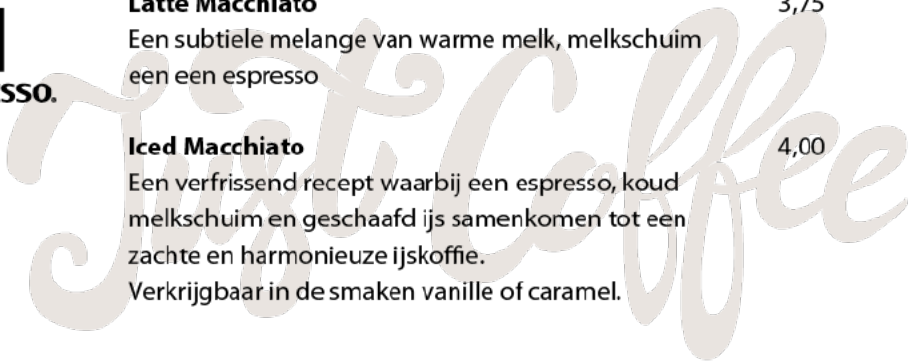 Latte Macchiato 3,75
Een subtiele melange van warme melk, melkschuim
een een espresso
sso.
Iced Macchiato 4,00
Een verfrissend recept waarbij een espresso, koud
melkschuim en geschaafd ijs samenkomen tot een
zachte en harmonieuze ijskoffie.
Verkrijgbaar in de smaken vanille of caramel.
Just Coffee